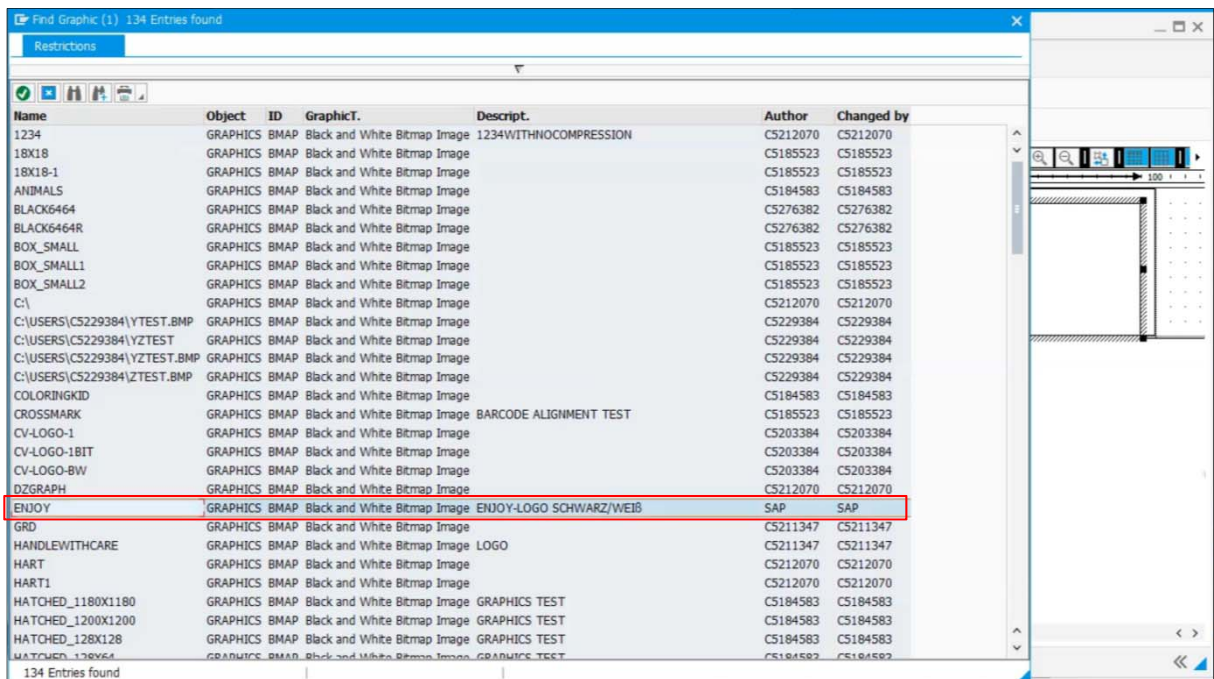 Find Graphic (1) 134 Entries found
Restrictions
Name Object ID GraphicT. Descript. Author Changed by
1234 GRAPHICS BMAP Black and White Bitmap Image 1234WITHNOCOMPRESSION C5212070 C5212070
18X18 GRAPHICS BMAP Black and White Bitmap Image C5185523 C5185523
18X18-1 GRAPHICS BMAP Black and White Bitmap Image C5185523 C5185523
ANIMALS GRAPHICS BMAP Black and White Bitmap Image C5184583 C5184583
BLACK6464 GRAPHICS BMAP Black and White Bitmap Image C5276382 C5276382
BLACK6464R GRAPHICS BMAP Black and White Bitmap Image C5276382 C5276382
BOX_SMALL GRAPHICS BMAP Black and White Bitmap Image C5185523 C5185523
BOX_SMALL1 GRAPHICS BMAP Black and White Bitmap Image C5185523 C5185523
BOX_SMALL2 GRAPHICS BMAP Black and White Bitmap Image C5185523 C5185523
C:\ GRAPHICS BMAP Black and White Bitmap Image C5212070 C5212070
C:\USERS\C5229384\YTEST.BMP GRAPHICS BMAP Black and White Bitmap Image C5229384 C5229384
C:\USERS\C5229384\YZTEST GRAPHICS BMAP Black and White Bitmap Image C5229384 C5229384
C:\USERS\C5229384\YZTEST.BMP GRAPHICS BMAP Black and White Bitmap Image C5229384 C5229384
C:\USERS\C5229384\ZTEST.BMP GRAPHICS BMAP Black and White Bitmap Image C5229384 C5229384
COLORINGKID GRAPHICS BMAP Black and White Bitmap Image C5184583 C5184583
CROSSMARK GRAPHICS BMAP Black and White Bitmap Image BARCODE ALIGNMENT TEST C5185523 C5185523
CV-LOGO-1 GRAPHICS BMAP Black and White Bitmap Image C5203384 C5203384
CV-LOGO-1BIT GRAPHICS BMAP Black and White Bitmap Image C5203384 C5203384
CV-LOGO-BW GRAPHICS BMAP Black and White Bitmap Image C5203384 C5203384
DZGRAPH GRAPHICS BMAP Black and White Bitmap Image C5212070 C5212070
ENJOY GRAPHICS BMAP Black and White Bitmap Image ENJOY-LOGO SCHWARZ/WEIß SAP SAP
GRD GRAPHICS BMAP Black and White Bitmap Image C5211347 C5211347
HANDLEWITHCARE GRAPHICS BMAP Black and White Bitmap Image LOGO C5211347 C5211347
HART GRAPHICS BMAP Black and White Bitmap Image C5212070 C5212070
HART1 GRAPHICS BMAP Black and White Bitmap Image C5212070 C5212070
HATCHED_1180X1180 GRAPHICS BMAP Black and White Bitmap Image GRAPHICS TEST C5184583 C5184583
HATCHED_1200X1200 GRAPHICS BMAP Black and White Bitmap Image GRAPHICS TEST C5184583 C5184583
HATCHED_128X128 GRAPHICS BMAP Black and White Bitmap Image GRAPHICS TEST C5184583 C5184583
HATCHED_128X64 GRAPHICS BMAP Black and White Bitmap Image GRAPHICS TEST C5184583 C5184583
134 Entries found
100